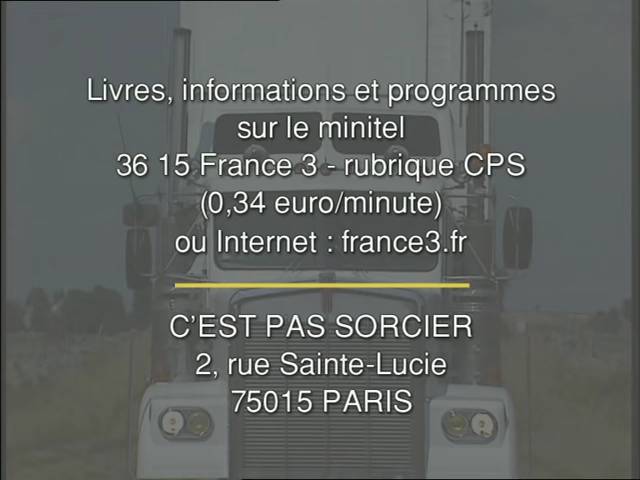 Livres, informations et programmes
sur le minitel
36 15 France 3 - rubrique CPS
(0,34 euro/minute)
ou Internet : france3.fr
C'EST PAS SORCIER
2, rue Sainte-Lucie
75015 PARIS